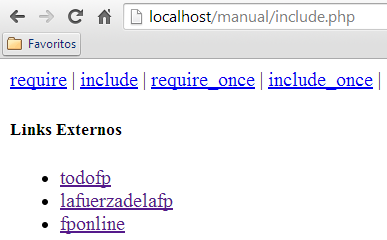 localhost/manual/include.php
Favoritos
require | include | require_once | include_once |
Links Externos
todofp
lafuerzadelafp
fponline